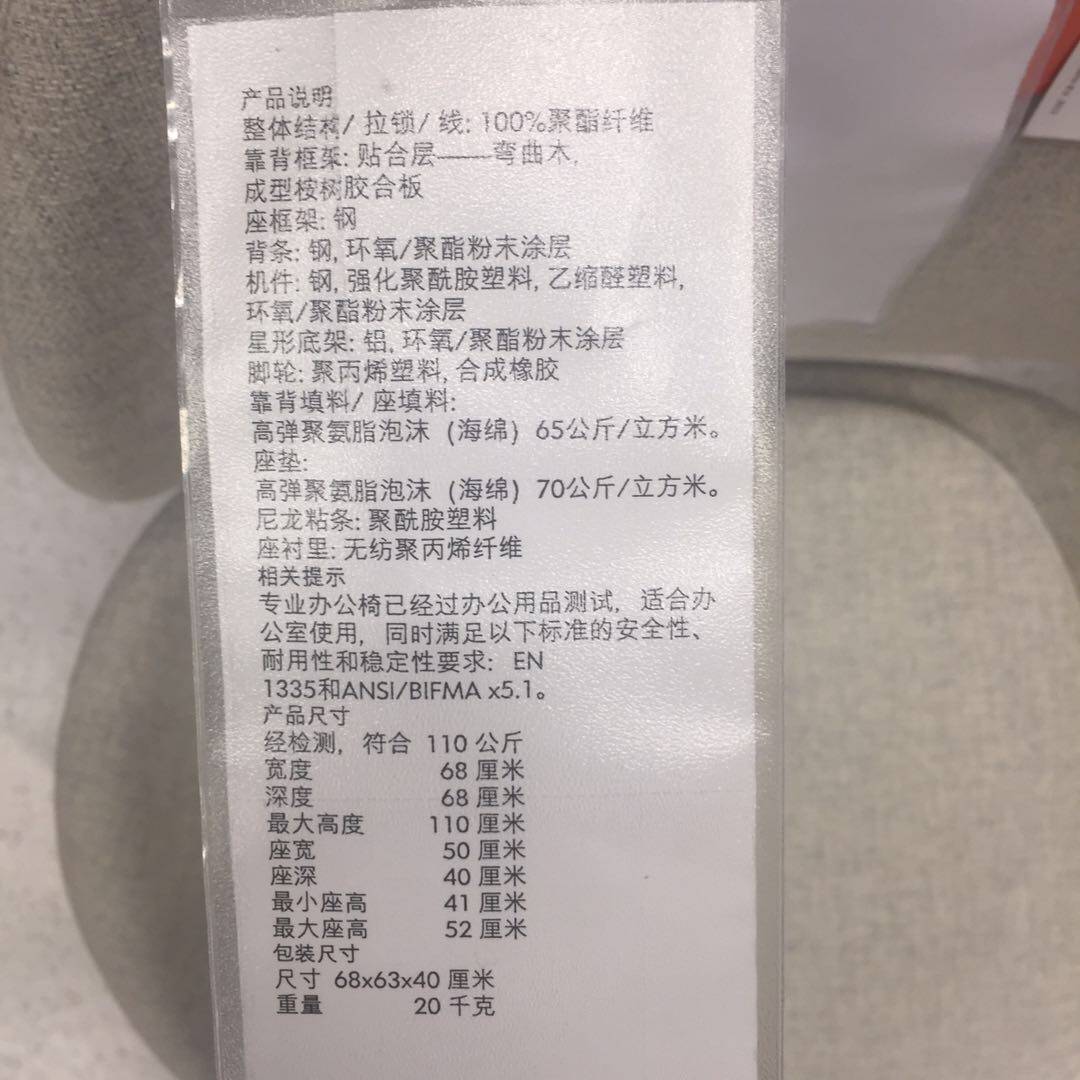 产品说明
整体结构/ 拉锁/ 线: 100%聚酯纤维
靠背框架: 贴合层——弯曲木,
成型桉树胶合板
座框架: 钢
背条: 钢, 环氧/聚酯粉末涂层
机件: 钢, 强化聚酰胺塑料, 乙缩醛塑料,
环氧/聚酯粉末涂层
星形底架: 铝, 环氧/聚酯粉末涂层
脚轮: 聚丙烯塑料, 合成橡胶
靠背填料/ 座填料:
高弹聚氨脂泡沫（海绵）65公斤/立方米。
座垫:
高弹聚氨脂泡沫（海绵）70公斤/立方米。
尼龙粘条: 聚酰胺塑料
座衬里: 无纺聚丙烯纤维
相关提示
专业办公椅已经过办公用品测试，适合办
公室使用，同时满足以下标准的安全性、
耐用性和稳定性要求：EN
1335和ANSI/BIFMA x5.1。
产品尺寸
经检测，符合 110 公斤
宽度 68 厘米
深度 68 厘米
最大高度 110 厘米
座宽 50 厘米
座深 40 厘米
最小座高 41 厘米
最大座高 52 厘米
包装尺寸
尺寸 68x63x40 厘米
重量 20 千克